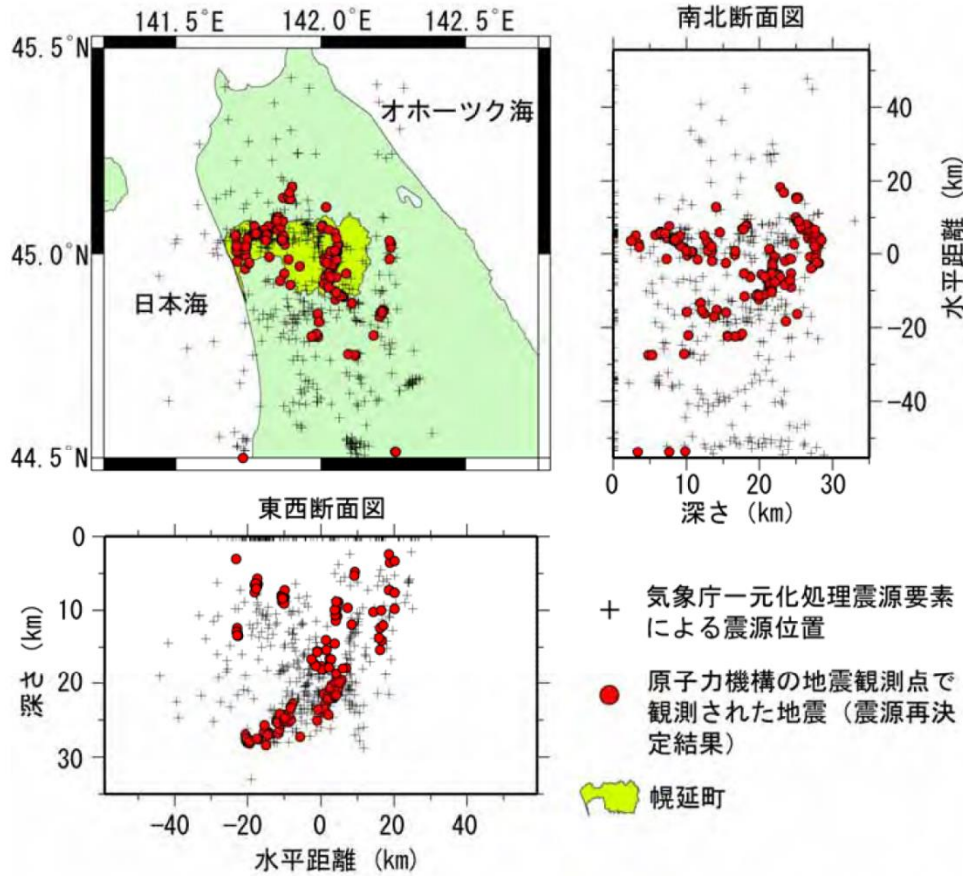 141.5°E 142.0°E 142.5°E
45.5°N
45.0°N
44.5°N
オホーツク海
日本海
南北断面図
40
20
0
-20
-40
水平距離 (km)
0 10 20 30
深さ (km)
東西断面図
0
10
20
30
深さ (km)
-40 -20 0 20 40
水平距離 (km)
気象庁一元化処理震源要素
による震源位置
原子力機構の地震観測点で
観測された地震（震源再決
定結果）
幌延町